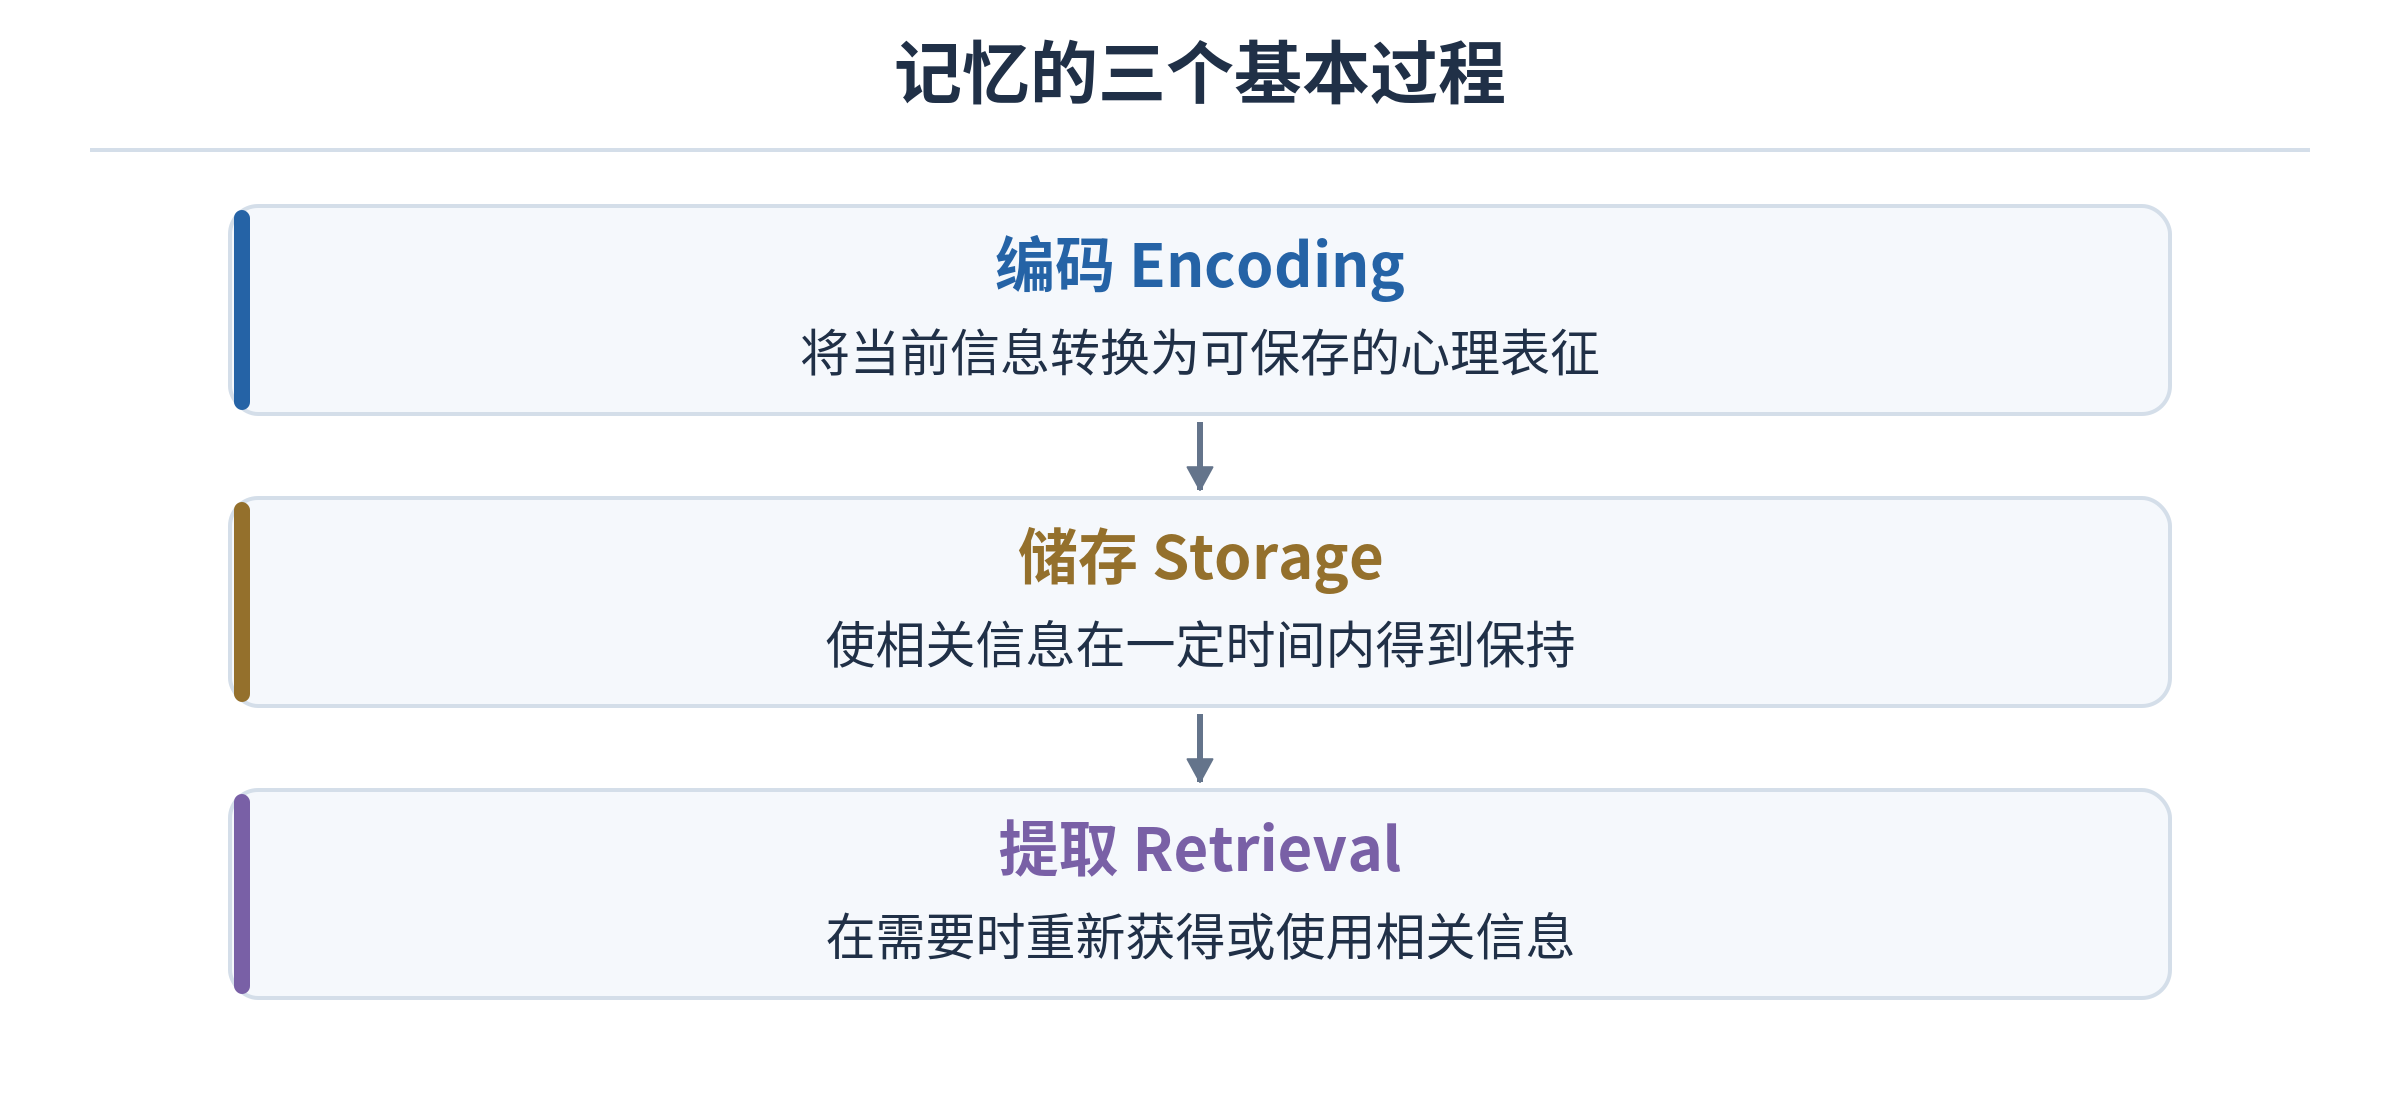 记忆的三个基本过程
编码 Encoding
将当前信息转换为可保存的心理表征
储存 Storage
使相关信息在一定时间内得到保持
提取 Retrieval
在需要时重新获得或使用相关信息